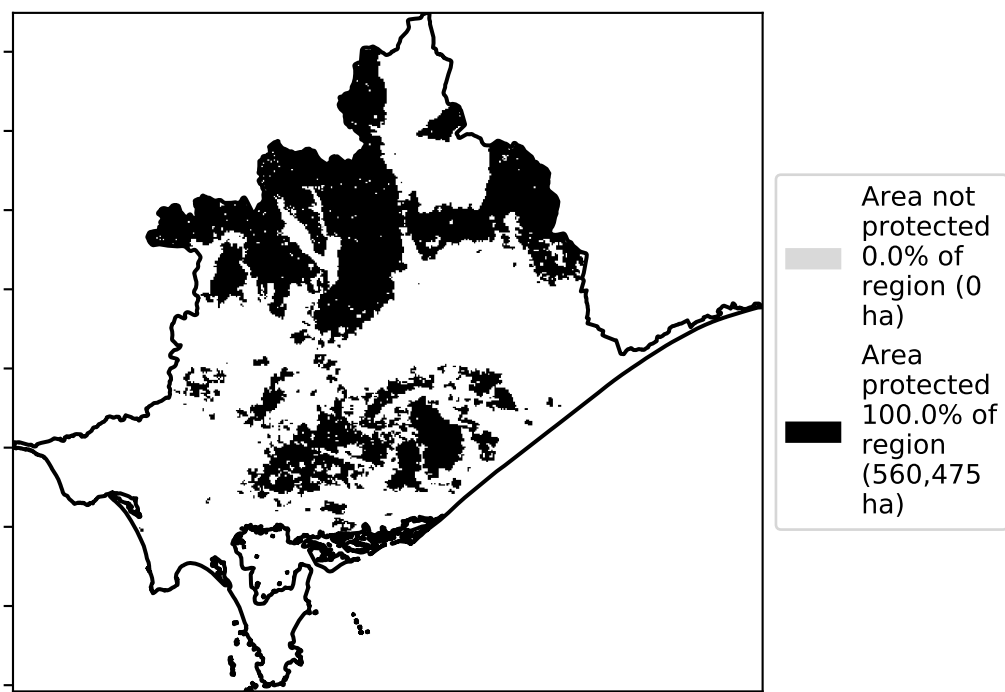 Area not
protected
0.0% of
region (0
ha)
Area
protected
100.0% of
region
(560,475
ha)